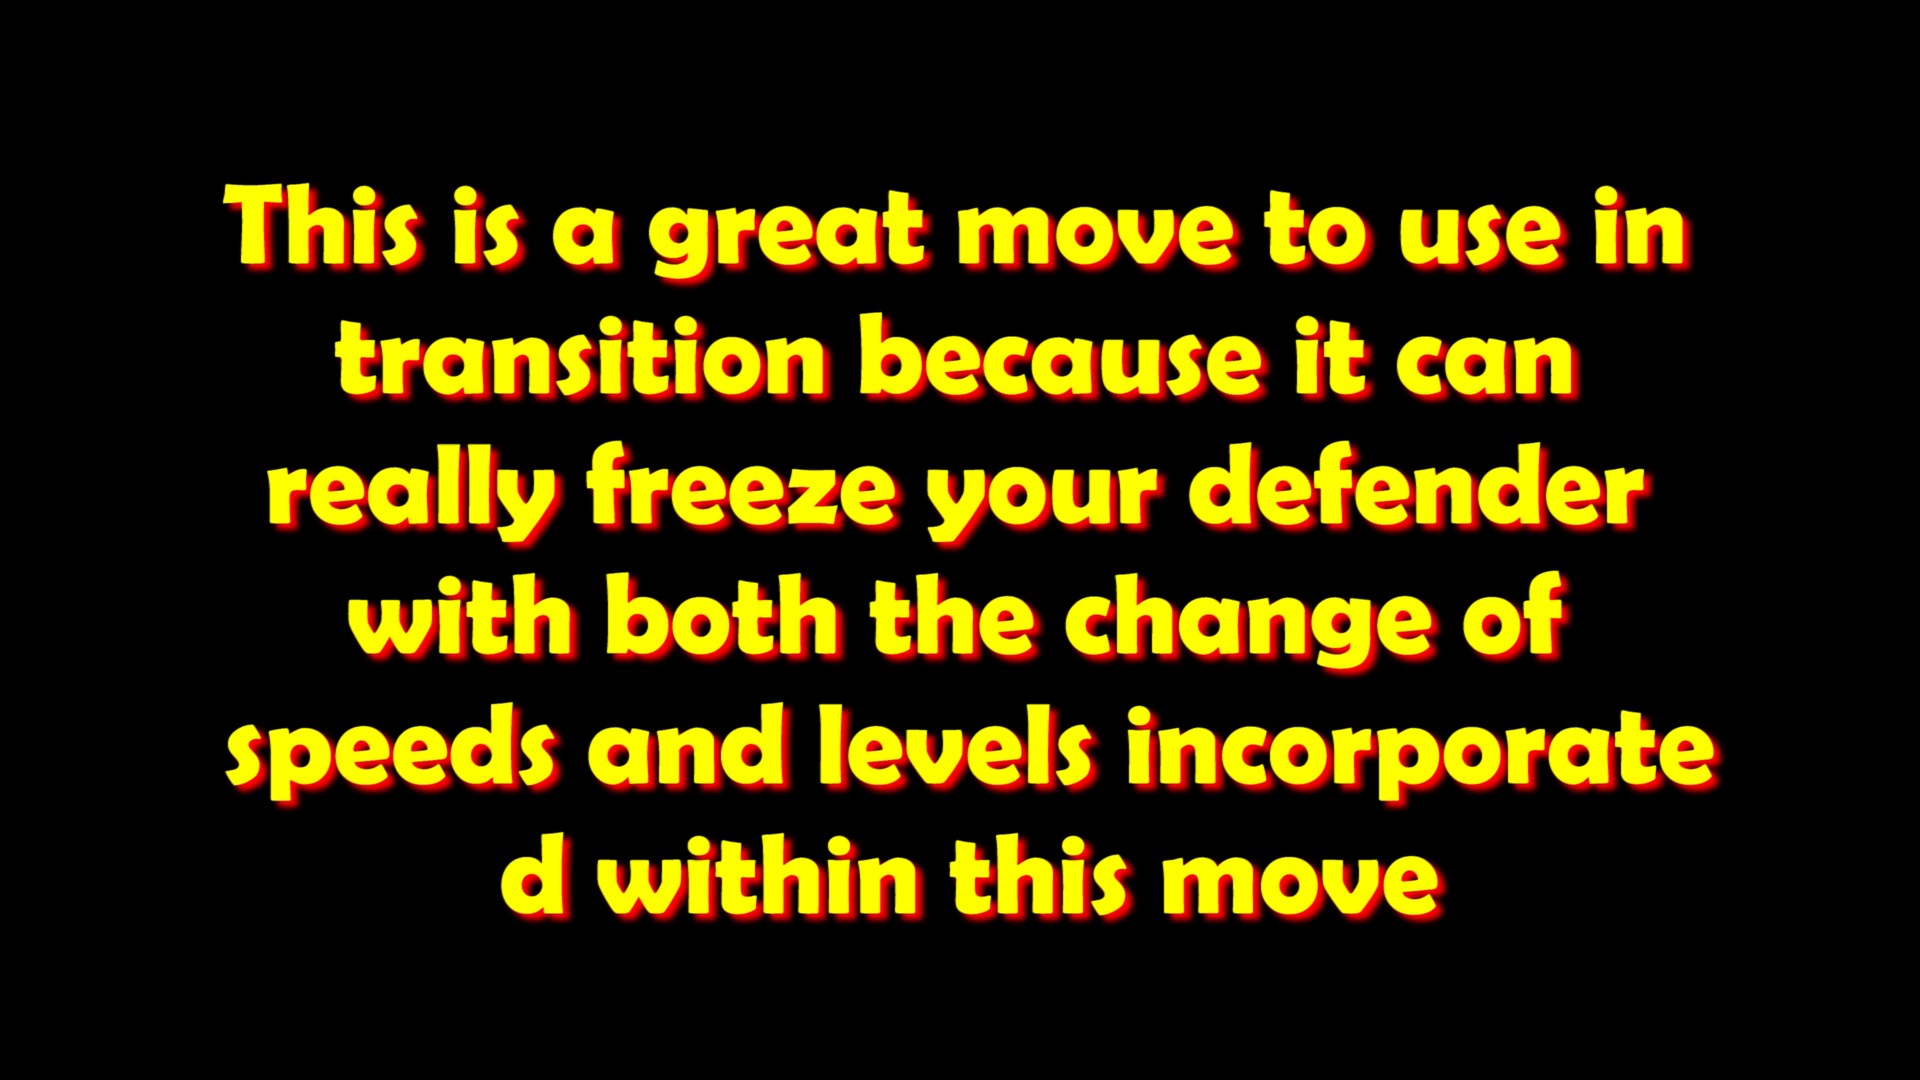 This is a great move to use in
transition because it can
really freeze your defender
with both the change of
speeds and levels incorporate
d within this move